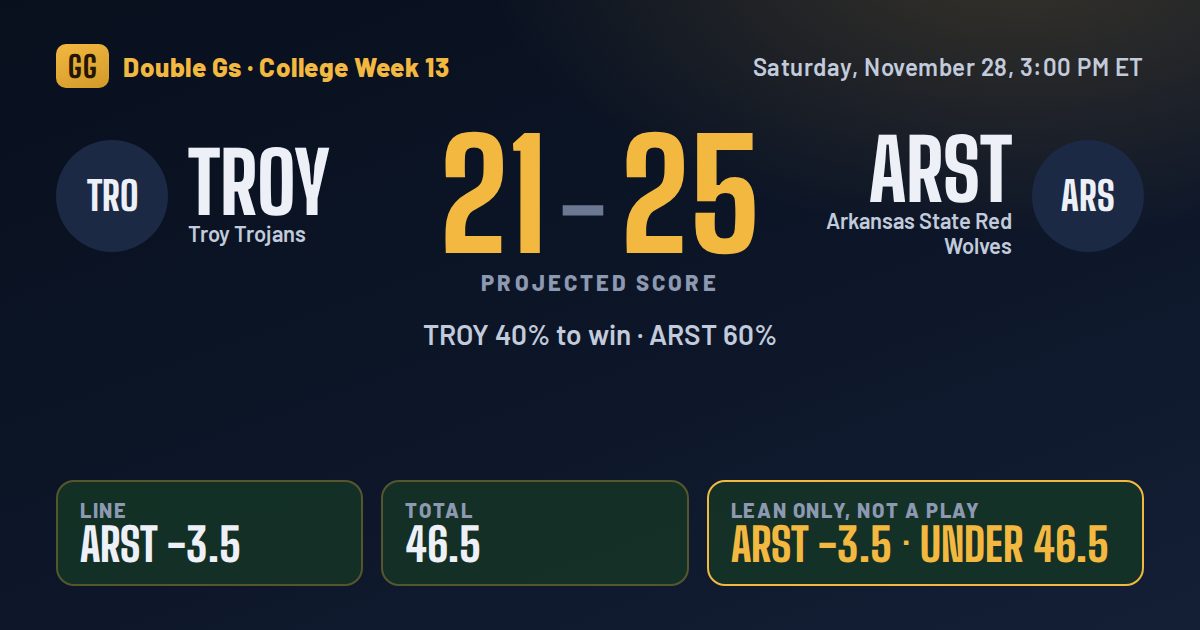 GG Double Gs · College Week 13
Saturday, November 28, 3:00 PM ET
TRO
TROY
Troy Trojans
21 – 25
PROJECTED SCORE
TROY 40% to win · ARST 60%
ARST
Arkansas State Red
Wolves
ARS
LINE
ARST −3.5
TOTAL
46.5
LEAN ONLY, NOT A PLAY
ARST −3.5 · UNDER 46.5